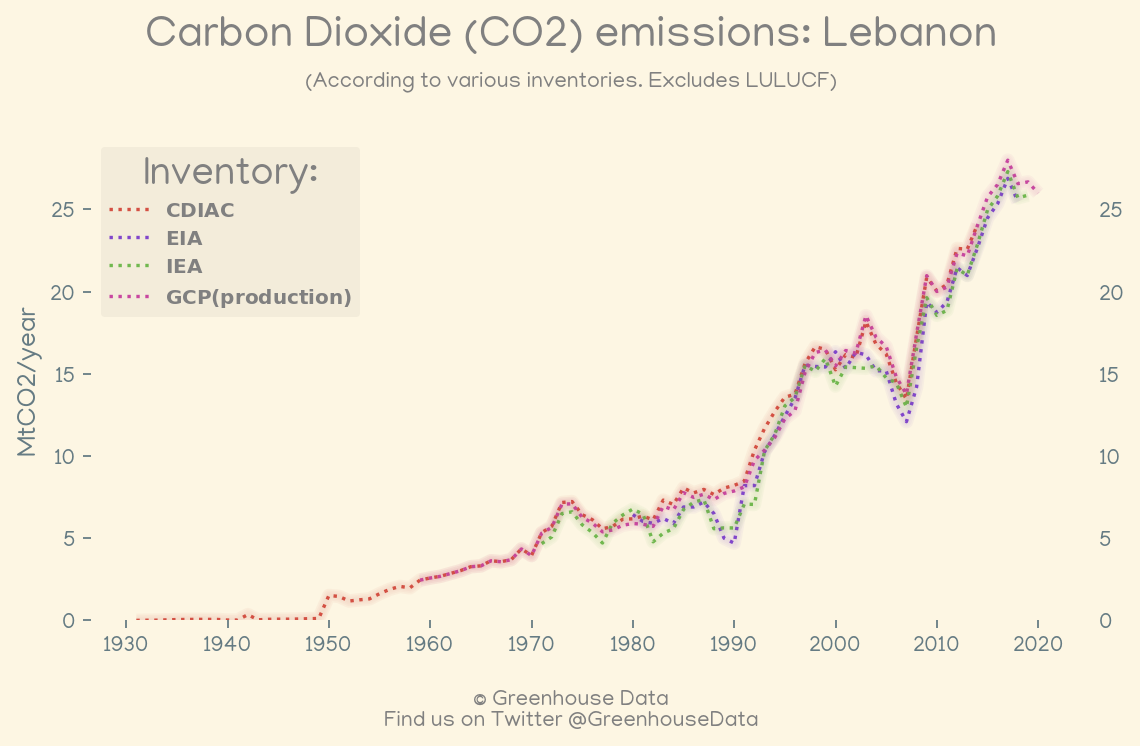 Carbon Dioxide (CO2) emissions: Lebanon
(According to various inventories. Excludes LULUCF)
Inventory:
CDIAC
EIA
IEA
GCP(production)
MtCO2/year
25
20
15
10
5
0
25
20
15
10
5
0
1930 1940 1950 1960 1970 1980 1990 2000 2010 2020
© Greenhouse Data
Find us on Twitter @GreenhouseData